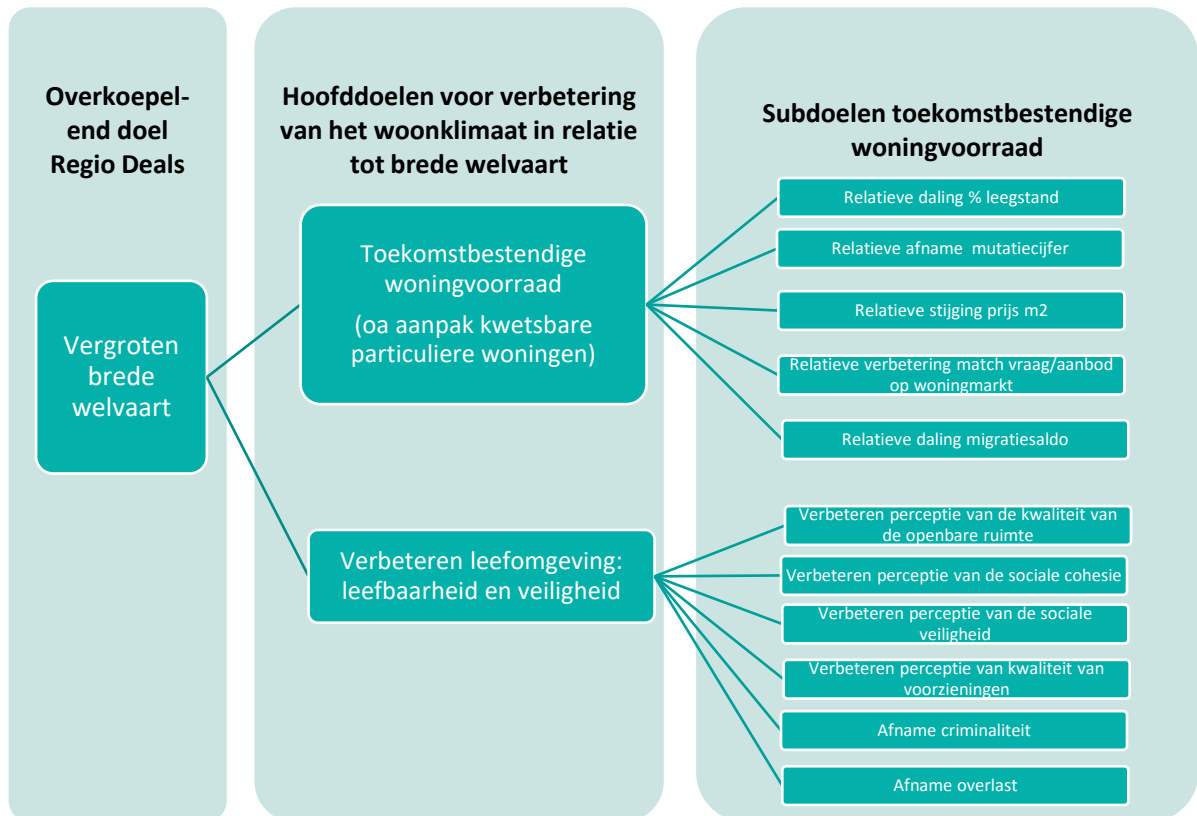 Overkoepel-
end doel
Regio Deals
Vergroten
brede
welvaart
Hoofddoelen voor verbetering
van het woonklimaat in relatie
tot brede welvaart
Toekomstbestendige
woningvoorraad
(oa aanpak kwetsbare
particuliere woningen)
Verbeteren leefomgeving:
leefbaarheid en veiligheid
Subdoelen toekomstbestendige
woningvoorraad
Relatieve daling % leegstand
Relatieve afname mutatiecijfer
Relatieve stijging prijs m2
Relatieve verbetering match vraag/aanbod
op woningmarkt
Relatieve daling migratiesaldo
Verbeteren perceptie van de kwaliteit van
de openbare ruimte
Verbeteren perceptie van de sociale cohesie
Verbeteren perceptie van de sociale
veiligheid
Verbeteren perceptie van kwaliteit van
voorzieningen
Afname criminaliteit
Afname overlast